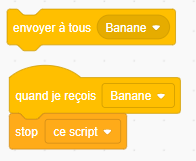 envoyer à tous Banane
quand je reçois Banane
stop ce script